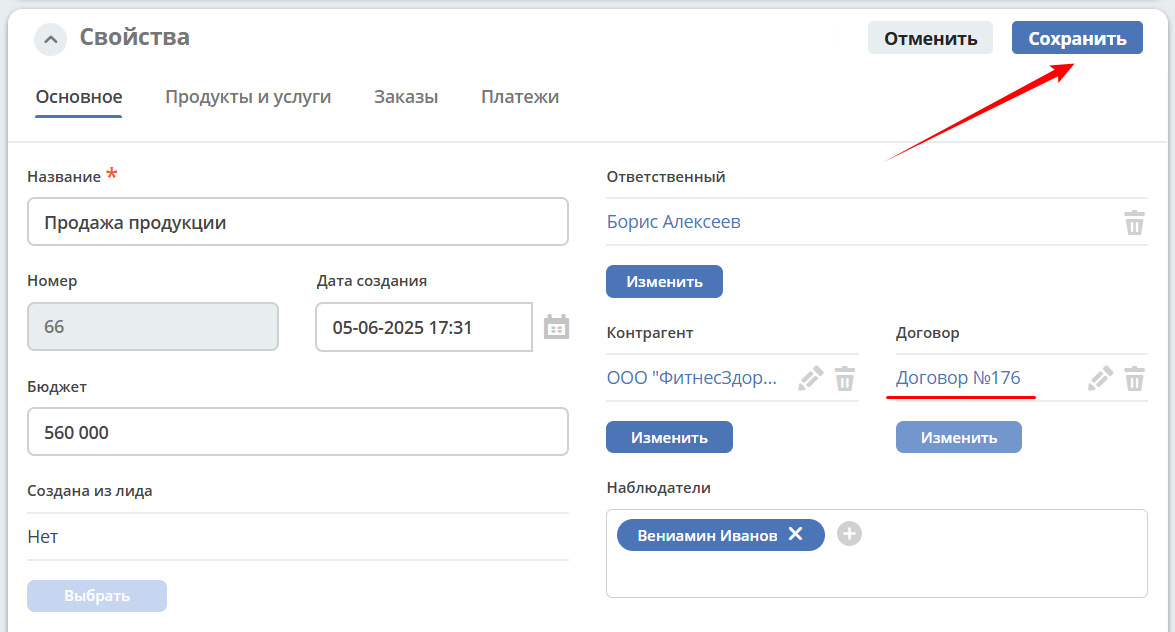 Свойства
Отменить
Сохранить
Основное
Продукты и услуги
Заказы
Платежи
Название *
Продажа продукции
Номер
66
Дата создания
05-06-2025 17:31
Бюджет
560 000
Создана из лида
Нет
Выбрать
Ответственный
Борис Алексеев
Изменить
Контрагент
ООО "ФитнесЗдор...
Изменить
Договор
Договор №176
Изменить
Наблюдатели
Вениамин Иванов